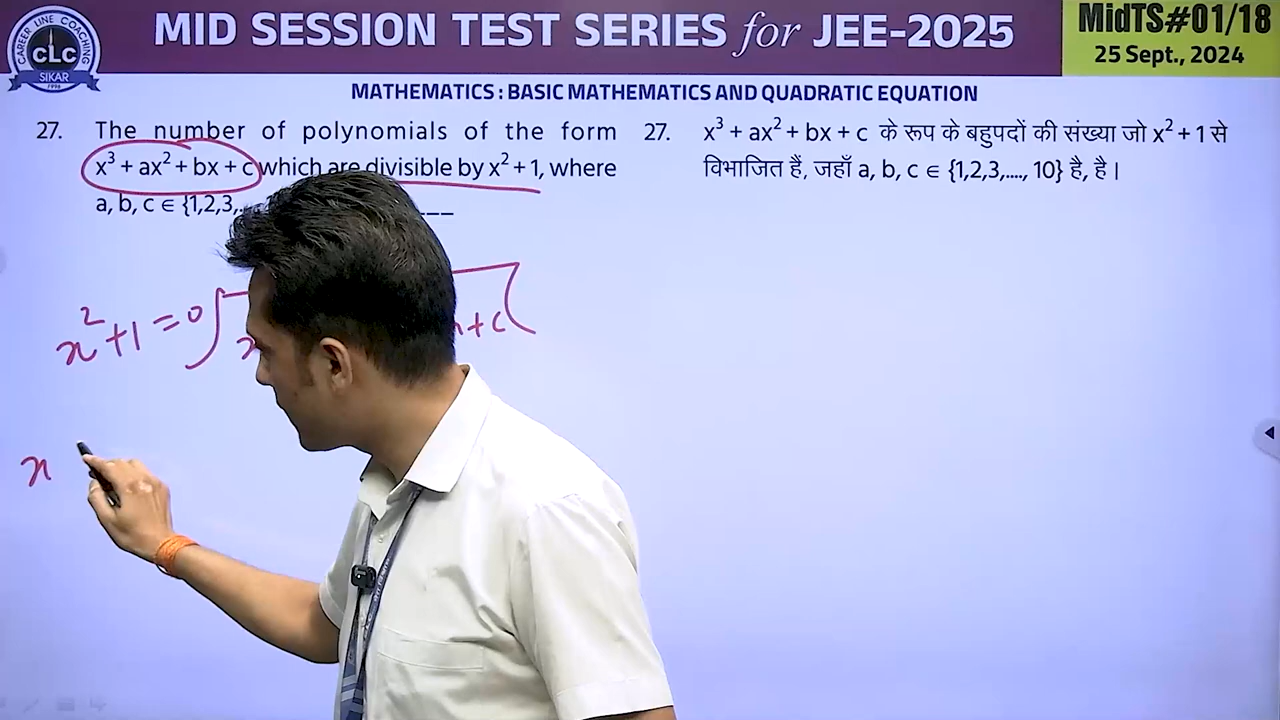 CAREER LINE COACHING
CLC
SIKAR
1996
MID SESSION TEST SERIES for JEE-2025
MidTS#01/18
25 Sept., 2024
MATHEMATICS : BASIC MATHEMATICS AND QUADRATIC EQUATION
27. The number of polynomials of the form
x³ + ax² + bx + c which are divisible by x² + 1, where
a, b, c ∈ {1,2,3,..
27. x³ + ax² + bx + c के रूप के बहुपदों की संख्या जो x² + 1 से
विभाजित हैं, जहाँ a, b, c ∈ {1,2,3,...., 10} है, है।
x² + 1 = 0
+ c
x